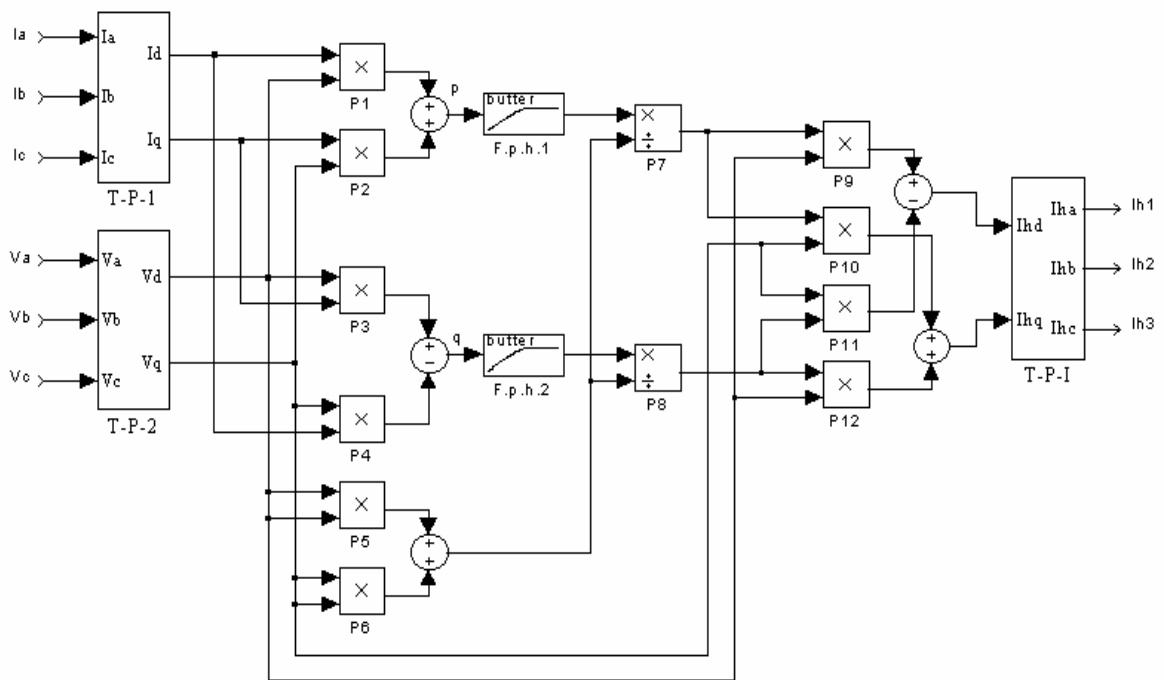 Ia
Ib
Ic
Ia
Ib
Ic
Id
Iq
T-P-1
Va
Vb
Vc
Va
Vb
Vc
Vd
Vq
T-P-2
×
P1
×
P2
×
P3
×
P4
×
P5
×
P6
+
+
p
+
−
q
+
+
butter
F.p.h.1
butter
F.p.h.2
×
÷
P7
×
÷
P8
×
P9
×
P10
×
P11
×
P12
+
−
+
+
Ihd
Ihq
Iha
Ihb
Ihc
T-P-I
Ih1
Ih2
Ih3